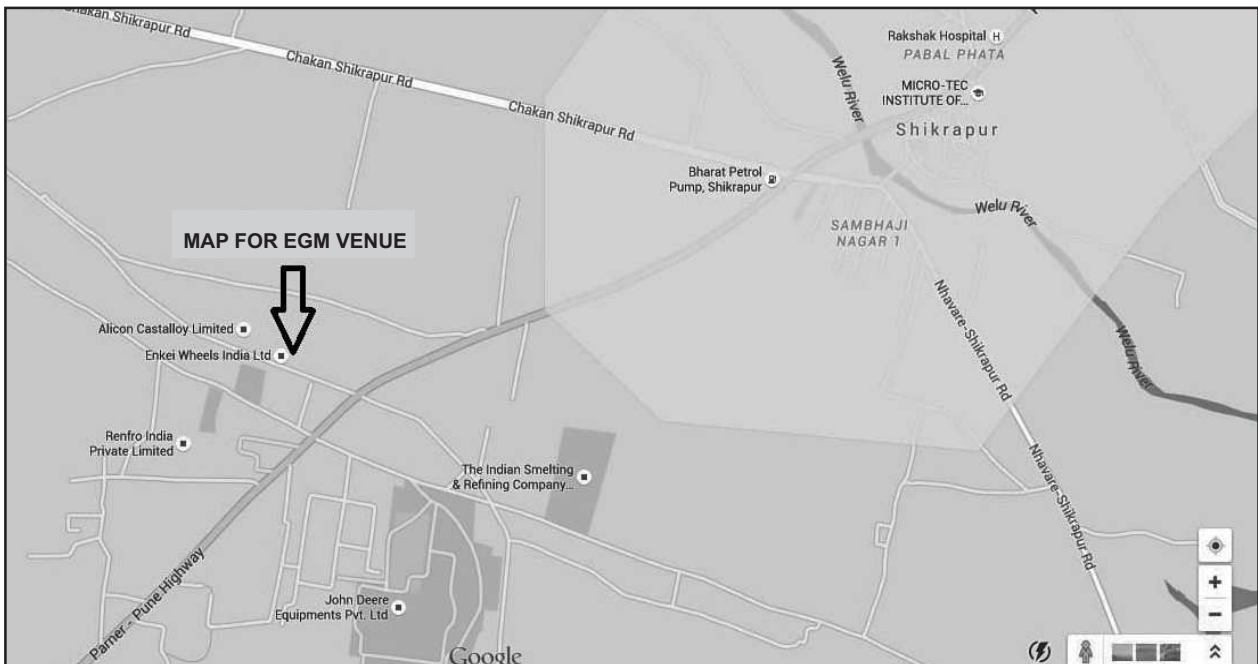 Chakan Shikrapur Rd
Chakan Shikrapur Rd
Chakan Shikrapur Rd
Rakshak Hospital H
PABAL PHATA
MICRO-TEC
INSTITUTE OF...
Shikrapur
Welu River
Bharat Petrol
Pump, Shikrapur
Welu River
SAMBHAJI
NAGAR 1
MAP FOR EGM VENUE
Nhavare-Shikrapur Rd
Alicon Castalloy Limited
Enkei Wheels India Ltd
Welu River
Renfro India
Private Limited
The Indian Smelting
& Refining Company...
Nhavare-Shikrapur Rd
Parner - Pune Highway
John Deere
Equipments Pvt. Ltd
Google